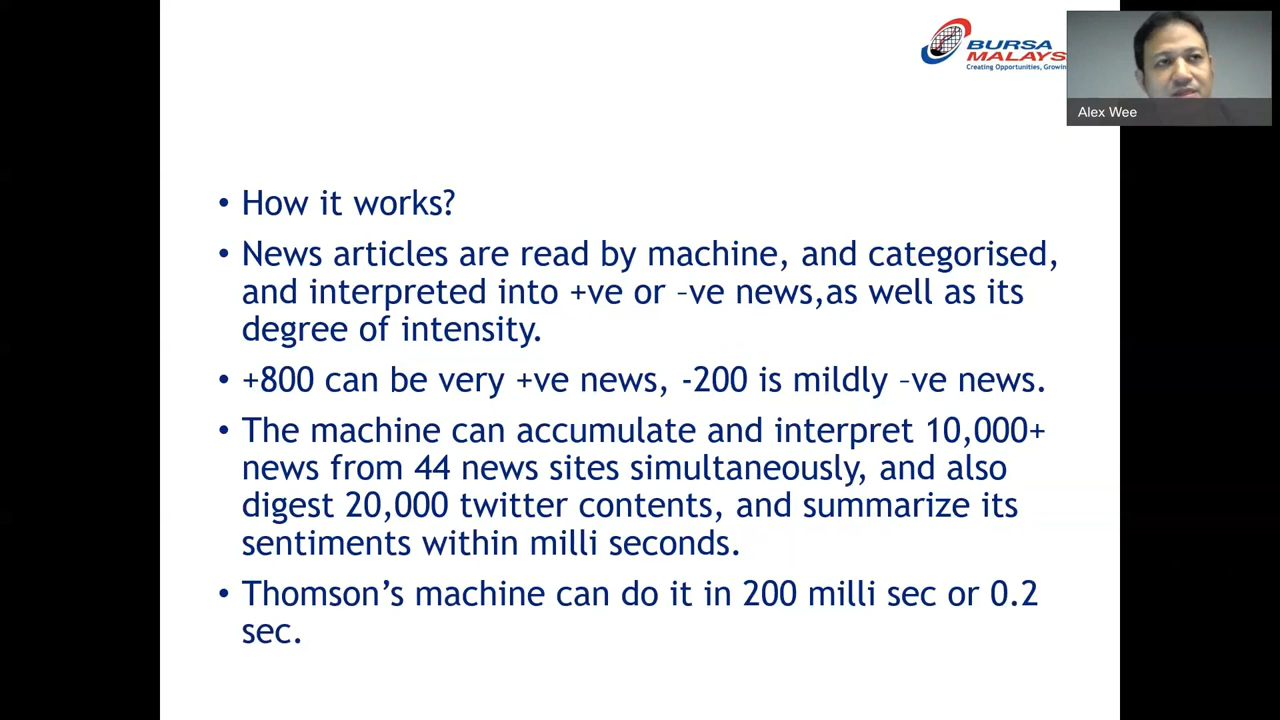 BURSA
MALAYS
Creating Opportunities, Growin
Alex Wee
• How it works?
• News articles are read by machine, and categorised,
and interpreted into +ve or –ve news,as well as its
degree of intensity.
• +800 can be very +ve news, -200 is mildly –ve news.
• The machine can accumulate and interpret 10,000+
news from 44 news sites simultaneously, and also
digest 20,000 twitter contents, and summarize its
sentiments within milli seconds.
• Thomson’s machine can do it in 200 milli sec or 0.2
sec.